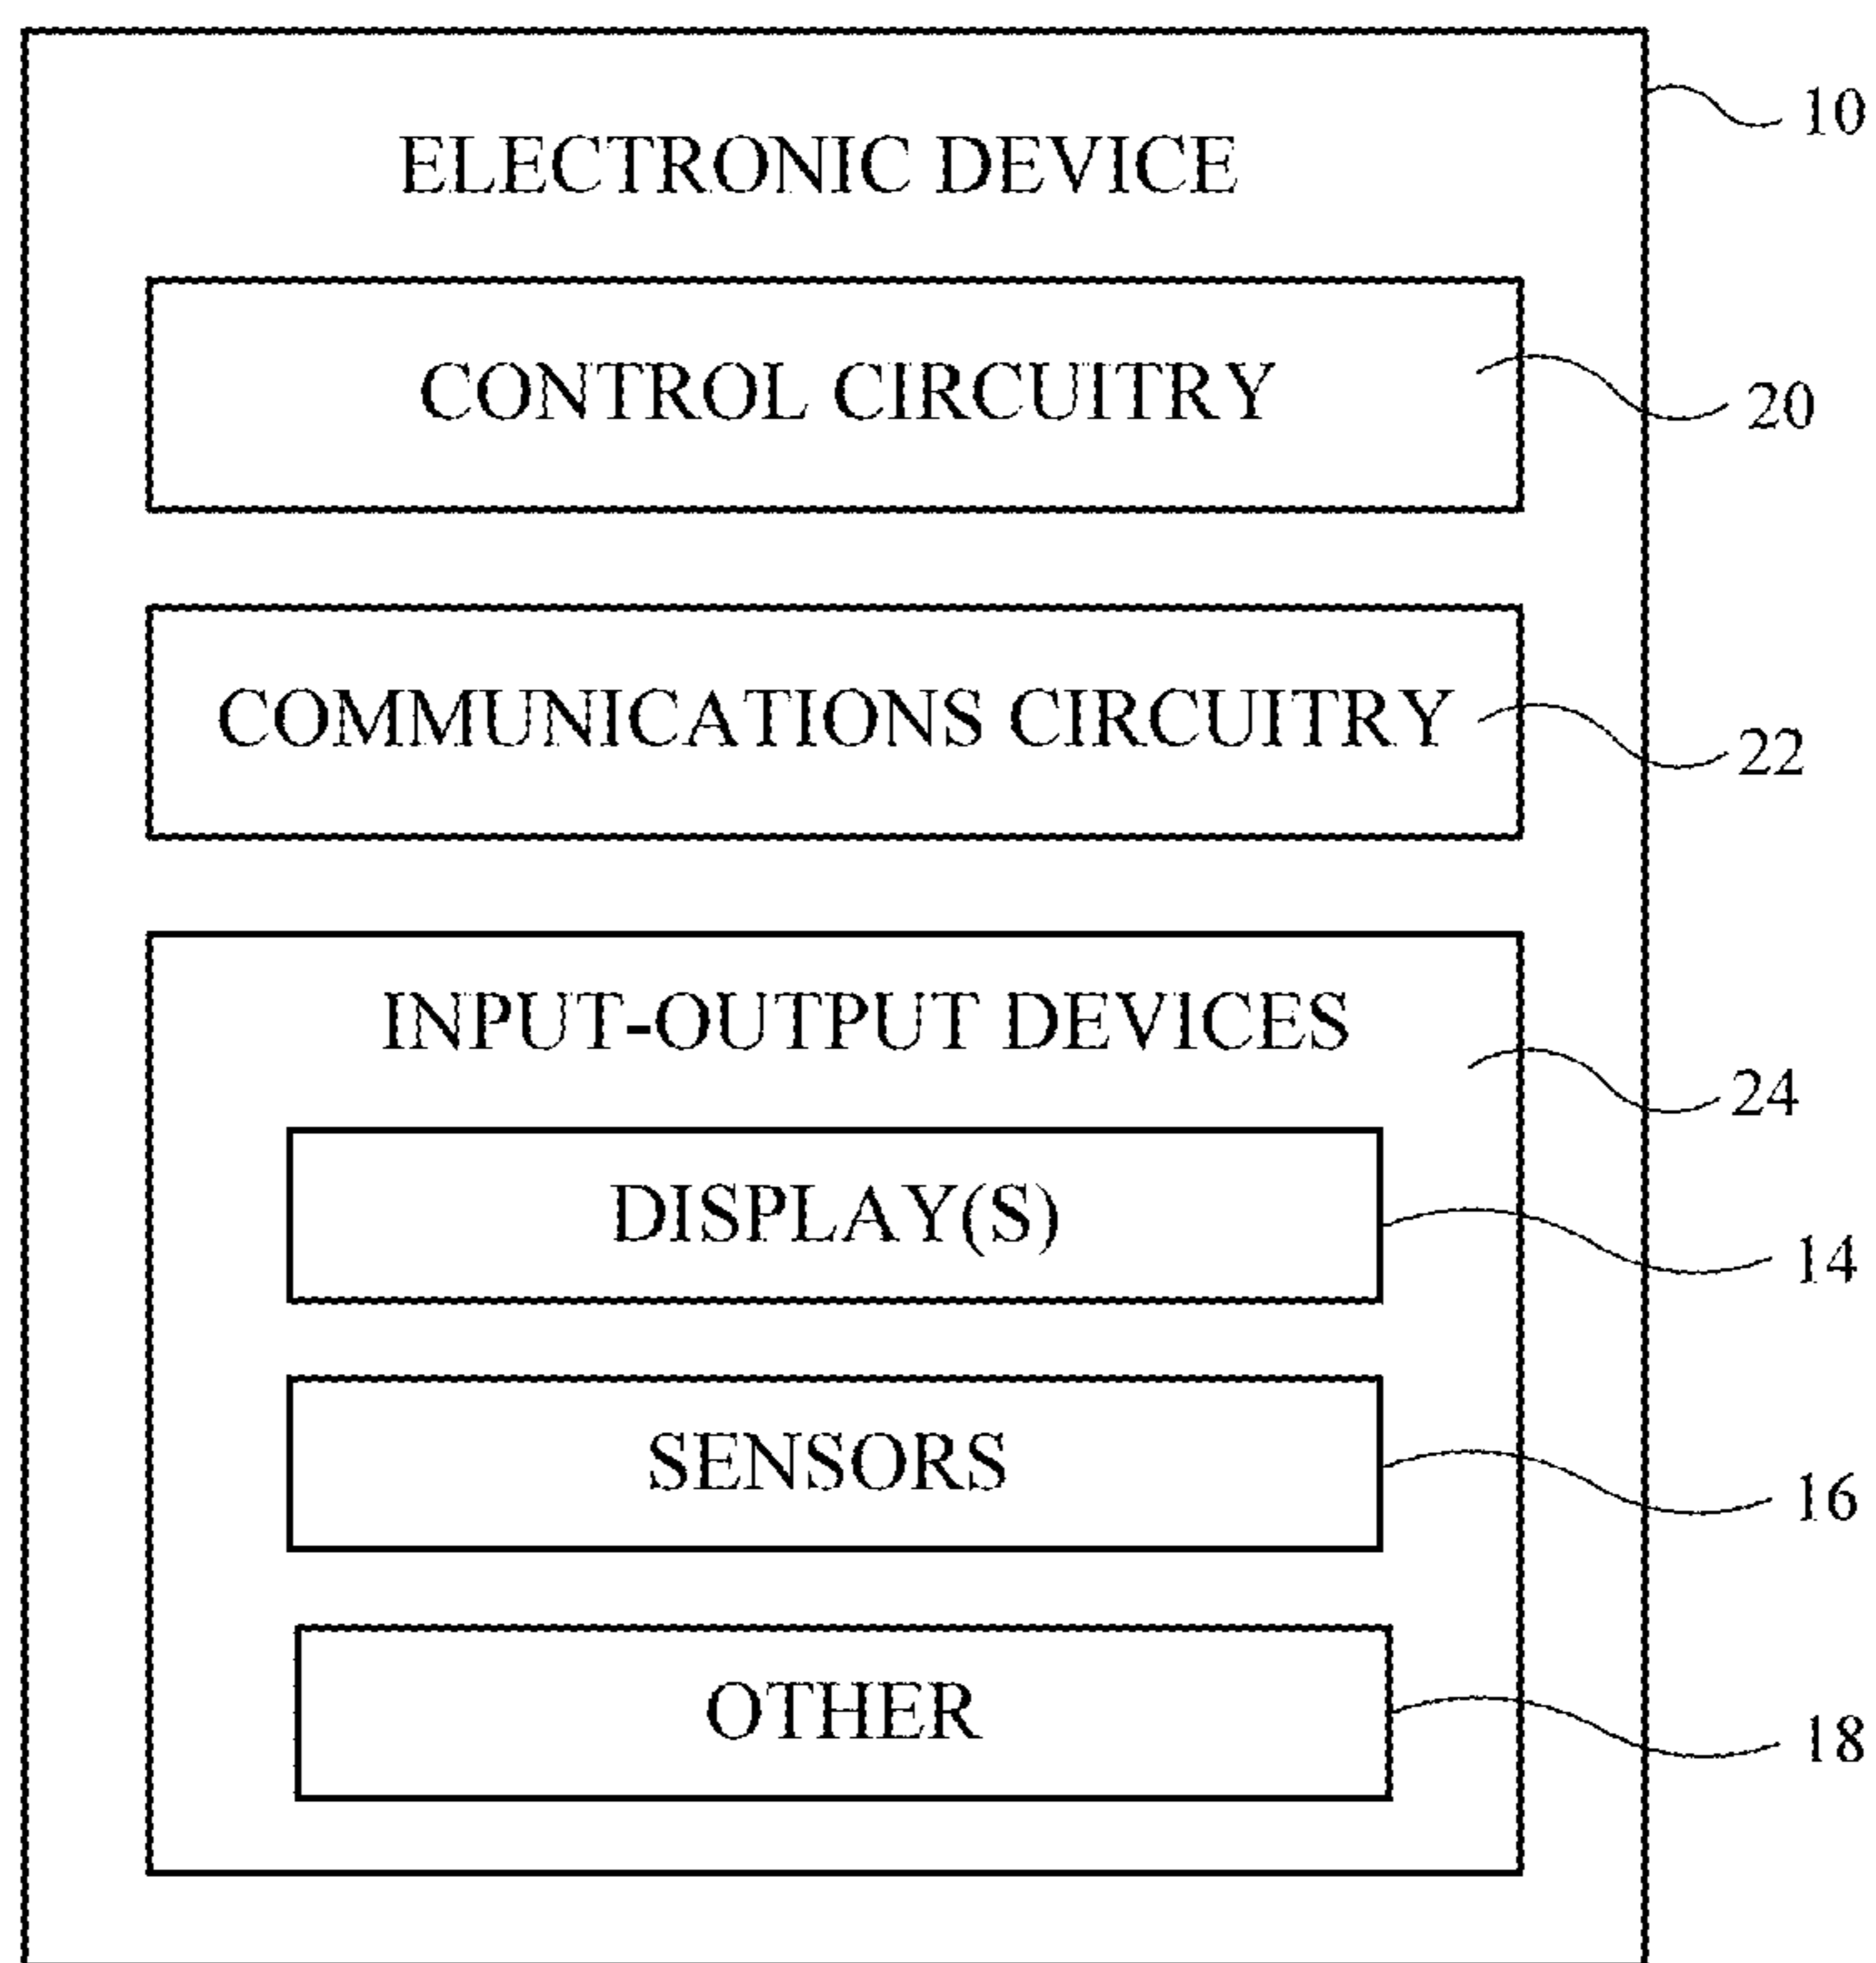 10
ELECTRONIC DEVICE
CONTROL CIRCUITRY
20
COMMUNICATIONS CIRCUITRY
22
INPUT-OUTPUT DEVICES
24
DISPLAY(S)
14
SENSORS
16
OTHER
18